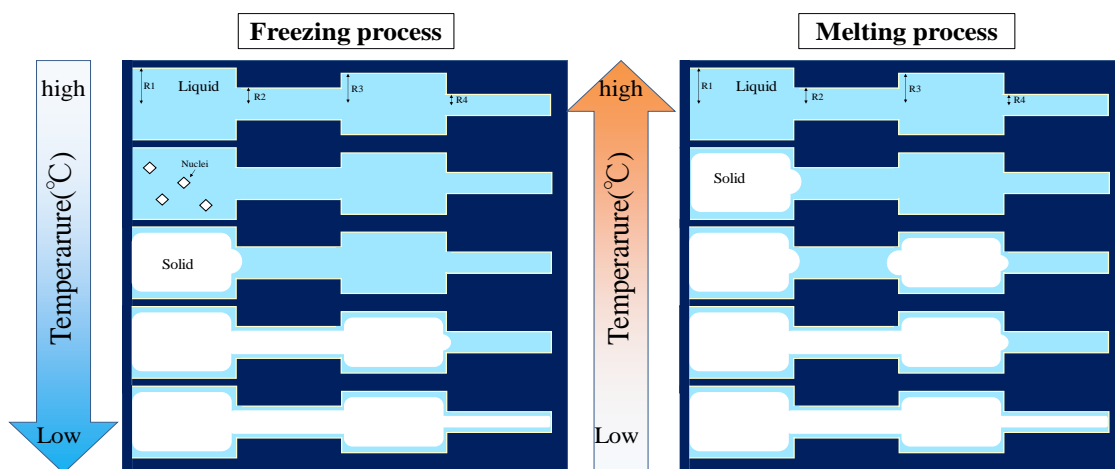 Freezing process
Melting process
high
Temperarure(℃)
Low
R1
Liquid
R2
R3
R4
Nuclei
Solid
high
Temperarure(℃)
Low
R1
Liquid
R2
R3
R4
Solid